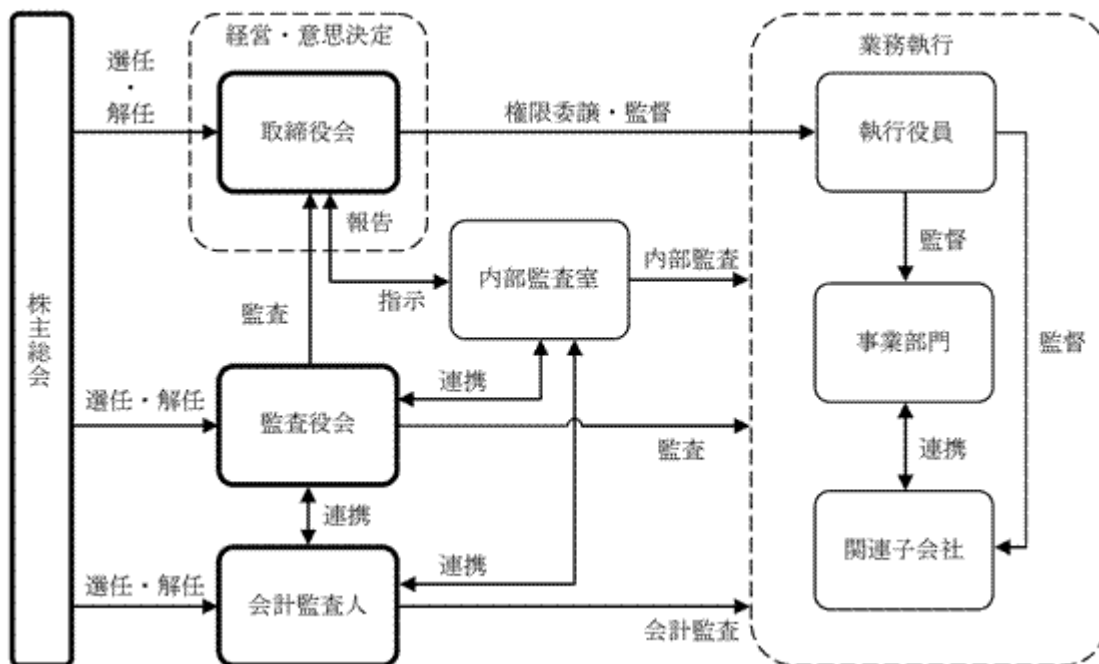 経営・意思決定
業務執行
選任
・
解任
取締役会
権限委譲・監督
執行役員
報告
監督
内部監査室
内部監査
指示
株主総会
監査
事業部門
監督
連携
選任・解任
監査役会
監査
連携
連携
関連子会社
連携
選任・解任
会計監査人
会計監査